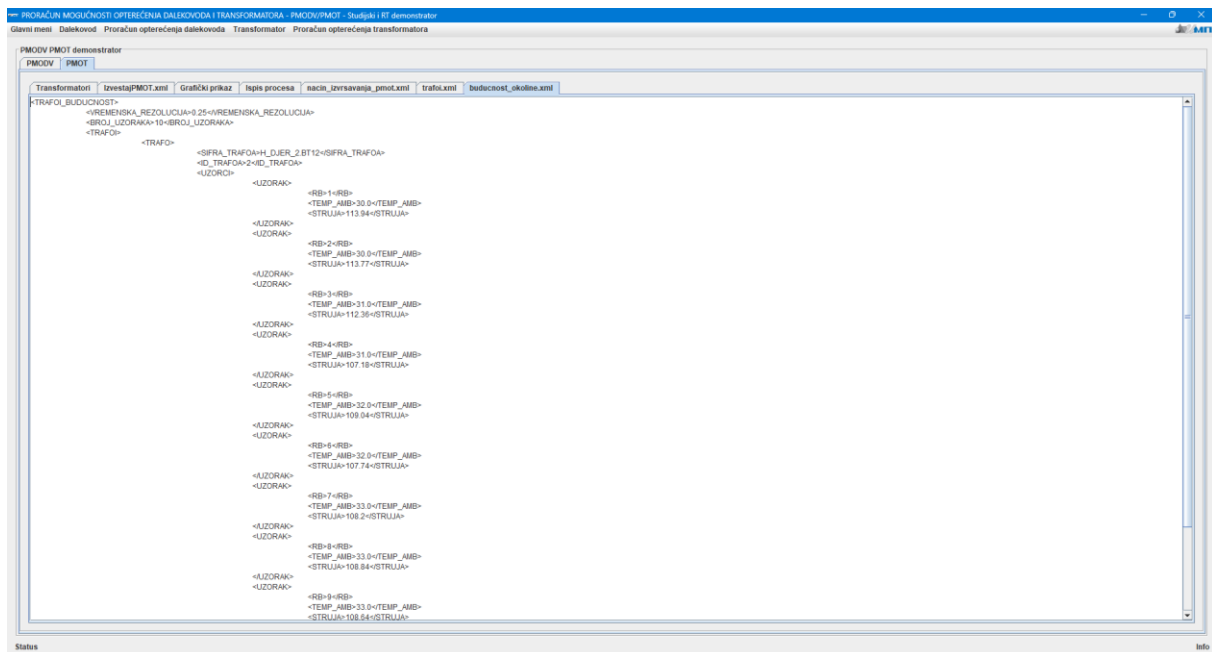 PRORAČUN MOGUĆNOSTI OPTEREĆENJA DALEKOVODA I TRANSFORMATORA - PMODV/PMOT - Studijski i RT demonstrator
Glavni meni Dalekovod Proračun opterećenja dalekovoda Transformator Proračun opterećenja transformatora
PMODV PMOT demonstrator
PMODV PMOT
Transformatori IzvestajPMOT.xml Grafički prikaz Ispis procesa nacin_izvrsavanja_pmot.xml trafoi.xml buducnost_okoline.xml
<TRAFOI_BUDUCNOST>
<VREMENSKA_REZOLUCIJA>0.25</VREMENSKA_REZOLUCIJA>
<BROJ_UZORAKA>10</BROJ_UZORAKA>
<TRAFOI>
<TRAFO>
<SIFRA_TRAFOA>H_DJER_2.BT12</SIFRA_TRAFOA>
<ID_TRAFOA>2</ID_TRAFOA>
<UZORCI>
<UZORAK>
<RB>1</RB>
<TEMP_AMB>30.0</TEMP_AMB>
<STRUJA>113.94</STRUJA>
</UZORAK>
<UZORAK>
<RB>2</RB>
<TEMP_AMB>30.0</TEMP_AMB>
<STRUJA>113.77</STRUJA>
</UZORAK>
<UZORAK>
<RB>3</RB>
<TEMP_AMB>31.0</TEMP_AMB>
<STRUJA>112.36</STRUJA>
</UZORAK>
<UZORAK>
<RB>4</RB>
<TEMP_AMB>31.0</TEMP_AMB>
<STRUJA>107.18</STRUJA>
</UZORAK>
<UZORAK>
<RB>5</RB>
<TEMP_AMB>32.0</TEMP_AMB>
<STRUJA>109.04</STRUJA>
</UZORAK>
<UZORAK>
<RB>6</RB>
<TEMP_AMB>32.0</TEMP_AMB>
<STRUJA>107.74</STRUJA>
</UZORAK>
<UZORAK>
<RB>7</RB>
<TEMP_AMB>33.0</TEMP_AMB>
<STRUJA>108.2</STRUJA>
</UZORAK>
<UZORAK>
<RB>8</RB>
<TEMP_AMB>33.0</TEMP_AMB>
<STRUJA>108.84</STRUJA>
</UZORAK>
<UZORAK>
<RB>9</RB>
<TEMP_AMB>33.0</TEMP_AMB>
<STRUJA>108.64</STRUJA>
Status Info